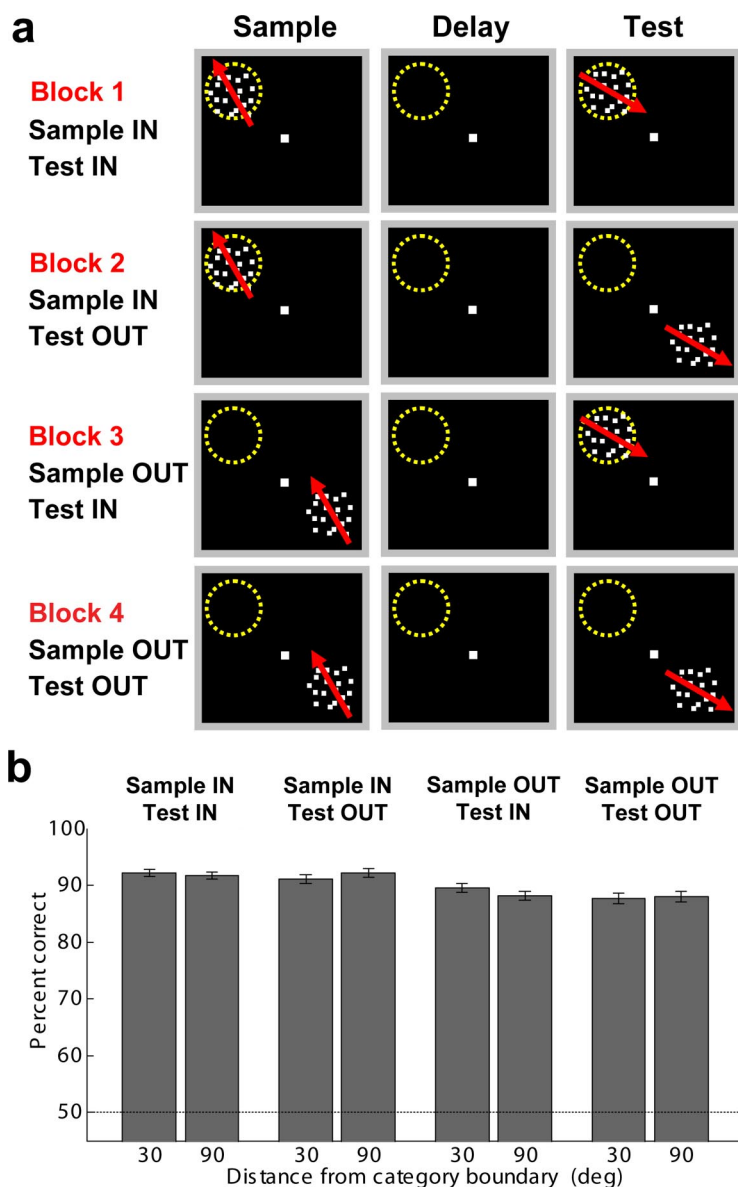 a
Sample Delay Test
Block 1
Sample IN
Test IN
Block 2
Sample IN
Test OUT
Block 3
Sample OUT
Test IN
Block 4
Sample OUT
Test OUT
b
Sample IN Sample IN Sample OUT Sample OUT
Test IN Test OUT Test IN Test OUT
100
90
80
70
60
50
Percent correct
30 90 30 90 30 90 30 90
Distance from category boundary (deg)